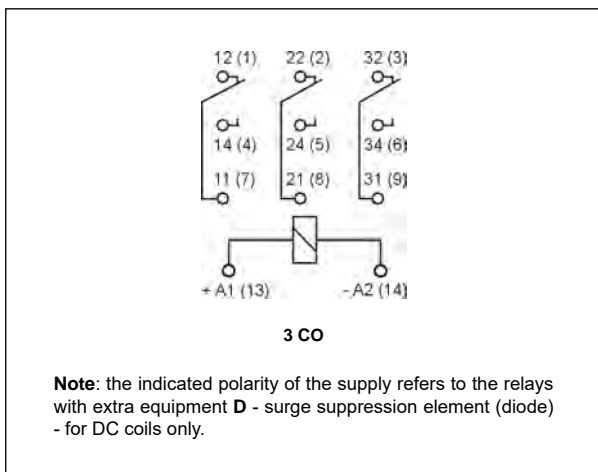 12 (1) 22 (2) 32 (3)
14 (4) 24 (5) 34 (6)
11 (7) 21 (8) 31 (9)
+ A1 (13) - A2 (14)
3 CO
Note: the indicated polarity of the supply refers to the relays
with extra equipment D - surge suppression element (diode)
- for DC coils only.